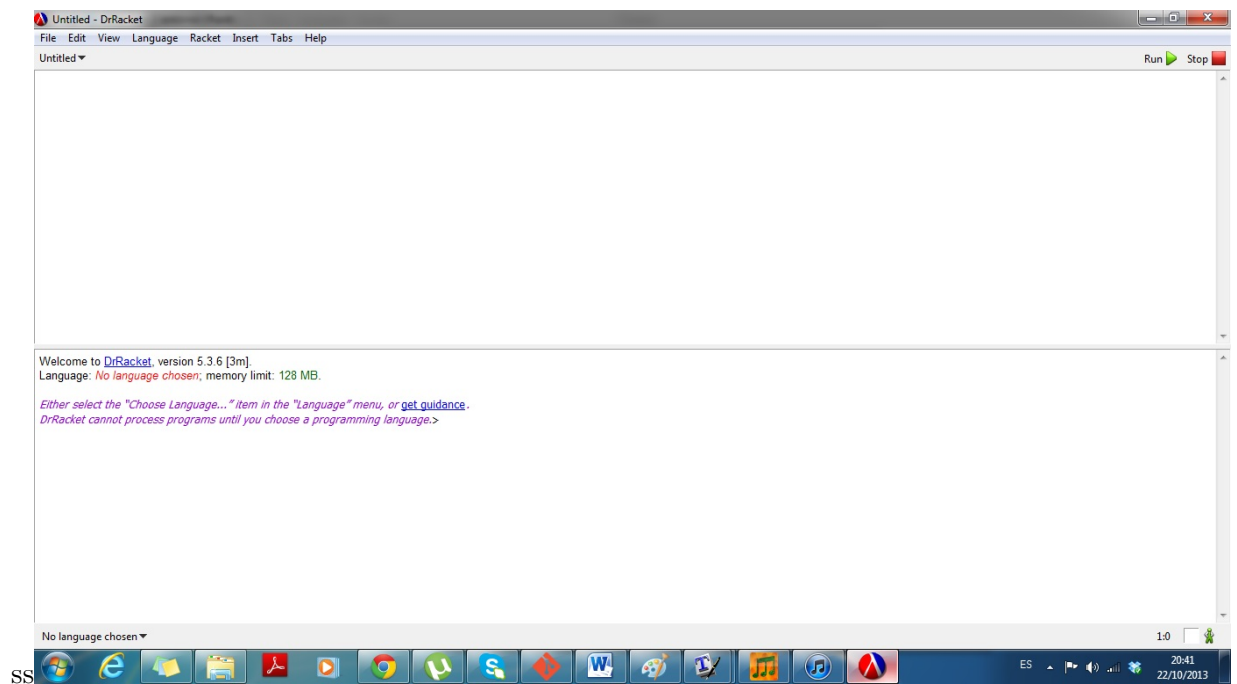 Untitled - DrRacket
File Edit View Language Racket Insert Tabs Help
Untitled Run Stop
Welcome to DrRacket, version 5.3.6 [3m].
Language: No language chosen; memory limit: 128 MB.
Either select the "Choose Language..." item in the "Language" menu, or get guidance.
DrRacket cannot process programs until you choose a programming language.>
No language chosen 1:0
ss ES 20:41
22/10/2013